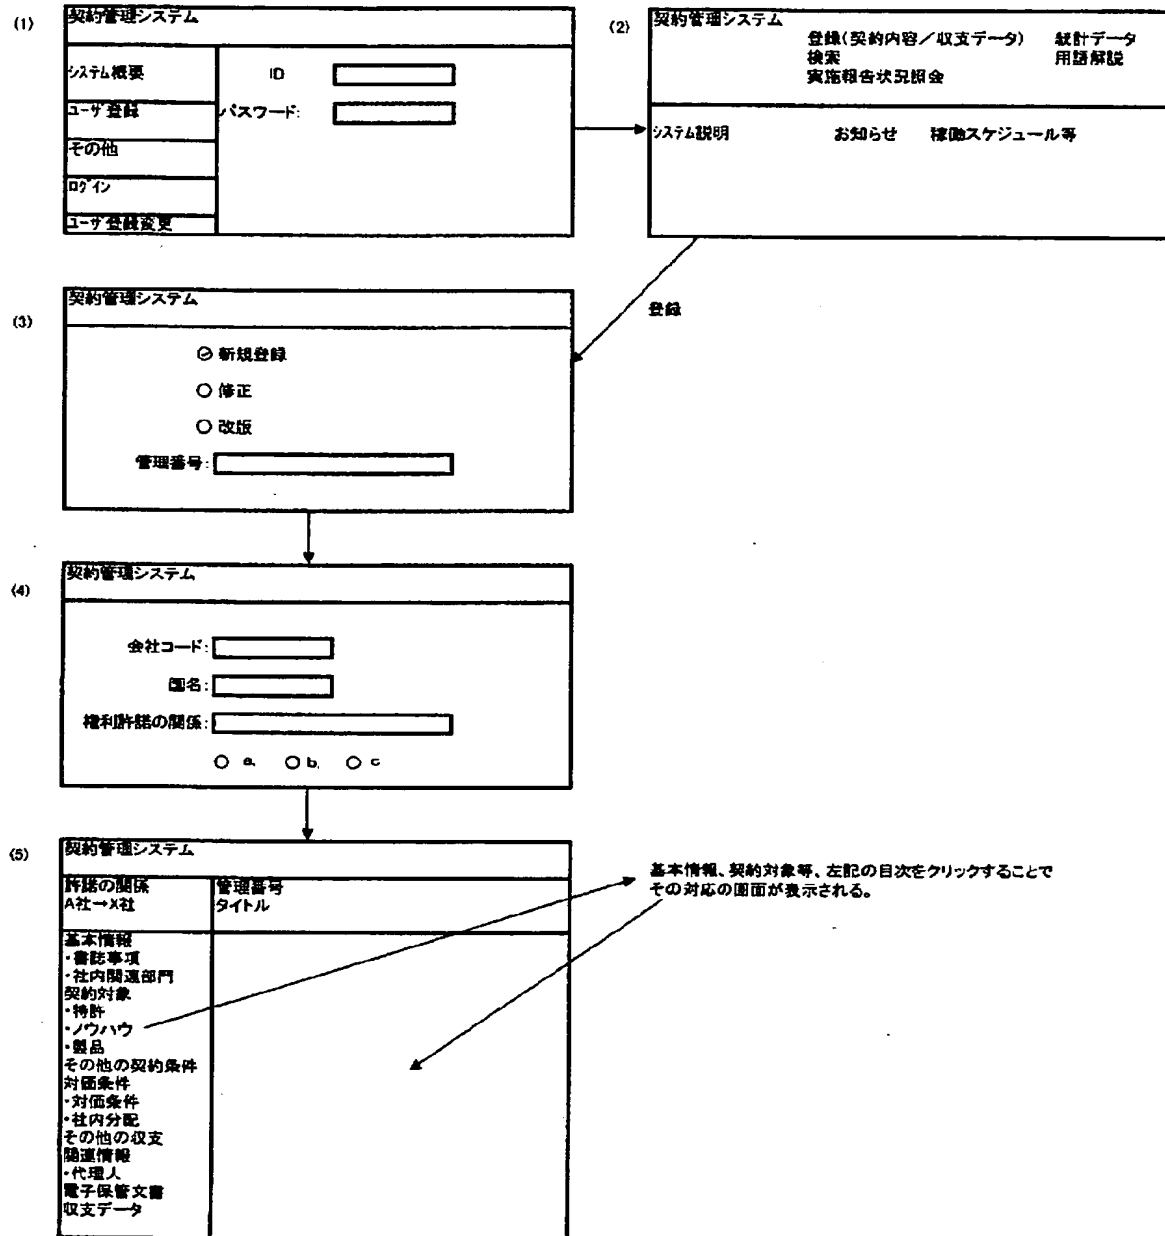 (1)
契約管理システム
システム概要
ID
ユーザ登録
パスワード:
その他
ログイン
ユーザ登録変更
(2)
契約管理システム
登録(契約内容/収支データ) 統計データ
検索 用語解説
実施報告状況照会
システム説明 お知らせ 稼働スケジュール等
登録
(3)
契約管理システム
新規登録
修正
改版
管理番号:
(4)
契約管理システム
会社コード:
国名:
権利許諾の関係:
a. b. c
(5)
契約管理システム
許諾の関係
A社→X社
管理番号
タイトル
基本情報
・書誌事項
・社内関連部門
契約対象
・特許
・ノウハウ
・製品
その他の契約条件
対価条件
・対価条件
・社内分配
その他の収支
関連情報
・代理人
電子保管文書
収支データ
基本情報、契約対象等、左記の目次をクリックすることで
その対応の画面が表示される。